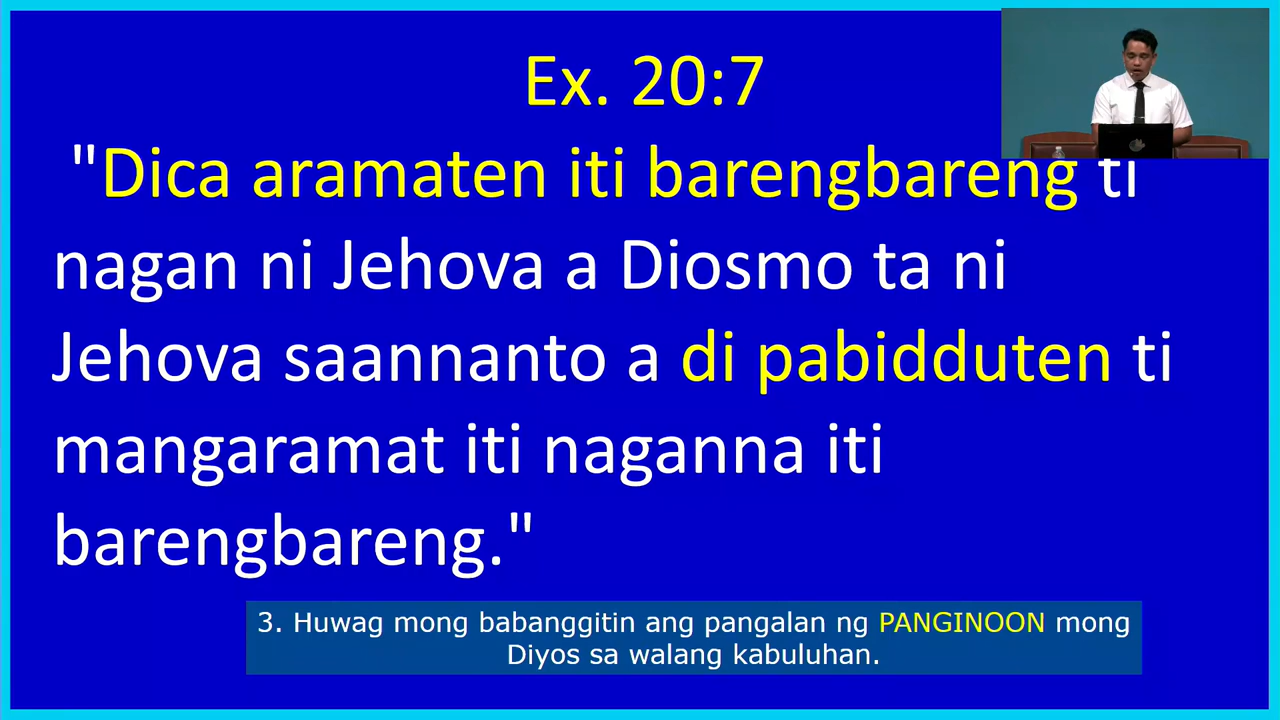 Ex. 20:7
"Dica aramaten iti barengbareng ti
nagan ni Jehova a Diosmo ta ni
Jehova saannanto a di pabidduten ti
mangaramat iti naganna iti
barengbareng."
3. Huwag mong babanggitin ang pangalan ng PANGINOON mong
Diyos sa walang kabuluhan.